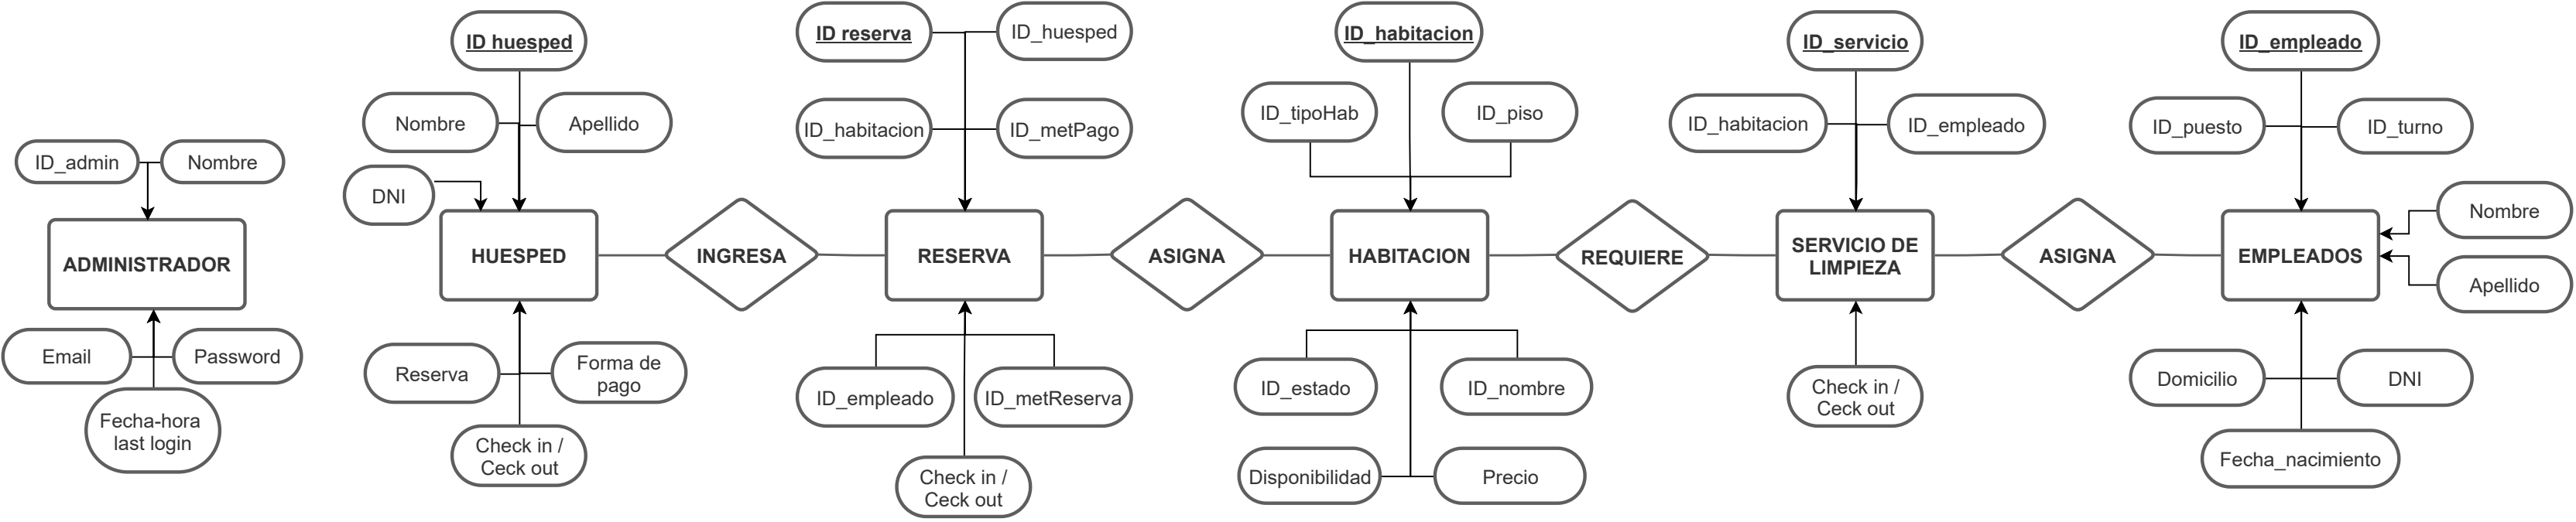 ID_admin
Nombre
ADMINISTRADOR
Email
Password
Fecha-hora
last login
ID huesped
Nombre
Apellido
DNI
HUESPED
Reserva
Forma de
pago
Check in /
Ceck out
INGRESA
ID reserva
ID_huesped
ID_habitacion
ID_metPago
RESERVA
ID_empleado
ID_metReserva
Check in /
Ceck out
ASIGNA
ID_habitacion
ID_tipoHab
ID_piso
HABITACION
ID_estado
ID_nombre
Disponibilidad
Precio
REQUIERE
ID_servicio
ID_habitacion
ID_empleado
SERVICIO DE
LIMPIEZA
Check in /
Ceck out
ASIGNA
ID_empleado
ID_puesto
ID_turno
Nombre
EMPLEADOS
Apellido
Domicilio
DNI
Fecha_nacimiento